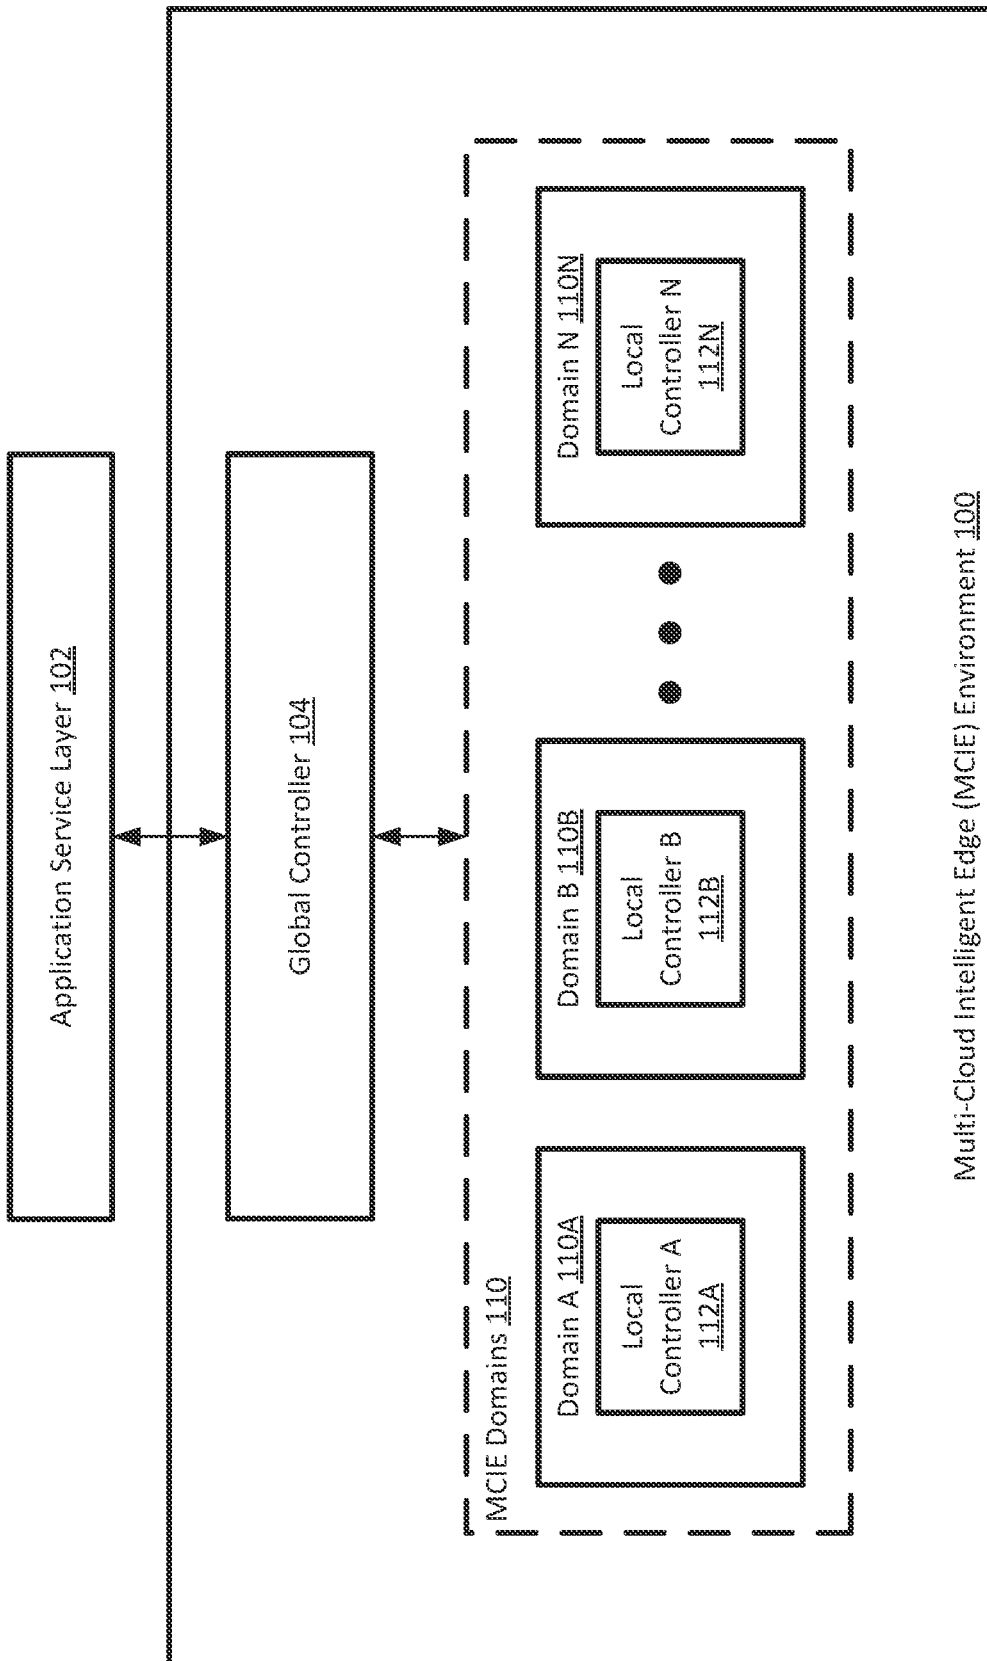 Application Service Layer 102
Global Controller 104
MCIE Domains 110
Domain A 110A
Local
Controller A
112A
Domain B 110B
Local
Controller B
112B
Domain N 110N
Local
Controller N
112N
Multi-Cloud Intelligent Edge (MCIE) Environment 100